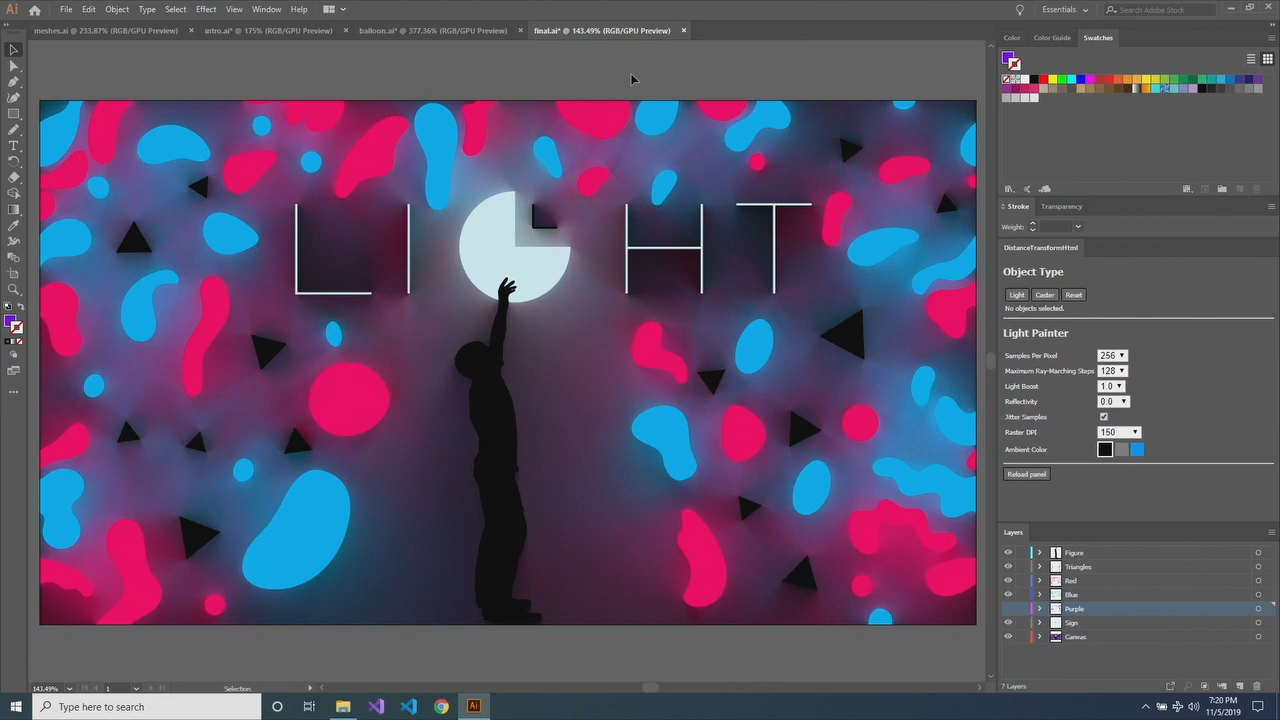 Ai File Edit Object Type Select Effect View Window Help Essentials Search Adobe Stock
meshes.ai @ 233.87% (RGB/GPU Preview) × intro.ai* @ 175% (RGB/GPU Preview) × balloon.ai* @ 377.36% (RGB/GPU Preview) × final.ai* @ 143.49% (RGB/GPU Preview) ×
Color Color Guide Swatches
LIGHT
Stroke Transparency
Weight:
DistanceTransformHtml
Object Type
Light Caster Reset
No objects selected.
Light Painter
Samples Per Pixel 256
Maximum Ray-Marching Steps 128
Light Boost 1.0
Reflectivity 0.0
Jitter Samples
Raster DPI 150
Ambient Color
Reload panel
Layers
Figure
Triangles
Red
Blue
Purple
Sign
Canvas
7 Layers
143.49% 1 Selection
Type here to search
Ai
7:20 PM
11/5/2019